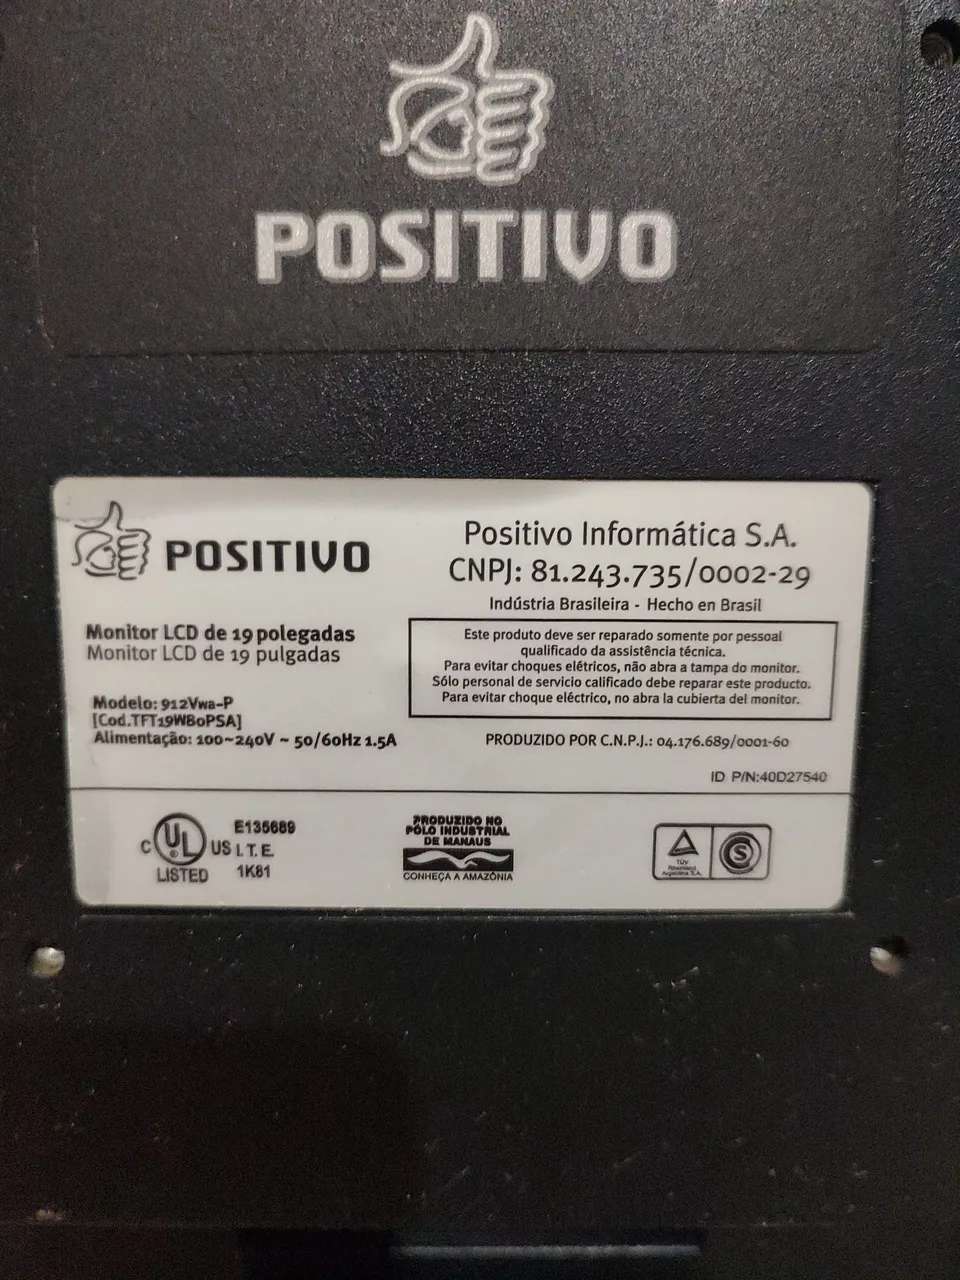 POSITIVO
POSITIVO
Positivo Informática S.A.
CNPJ: 81.243.735/0002-29
Indústria Brasileira - Hecho en Brasil
Monitor LCD de 19 polegadas
Monitor LCD de 19 pulgadas
Modelo: 912Vwa-P
[Cod.TFT19W80PSA]
Alimentação: 100~240V ~ 50/60Hz 1.5A
Este produto deve ser reparado somente por pessoal
qualificado da assistência técnica.
Para evitar choques elétricos, não abra a tampa do monitor.
Sólo personal de servicio calificado debe reparar este producto.
Para evitar choque eléctrico, no abra la cubierta del monitor.
PRODUZIDO POR C.N.P.J.: 04.176.689/0001-60
ID P/N:40D27540
C UL ® US
LISTED
E135689
I.T.E.
1K81
PRODUZIDO NO
PÓLO INDUSTRIAL
DE MANAUS
CONHEÇA A AMAZÔNIA
TÜV
Rheinland
Argentina S.A.
S